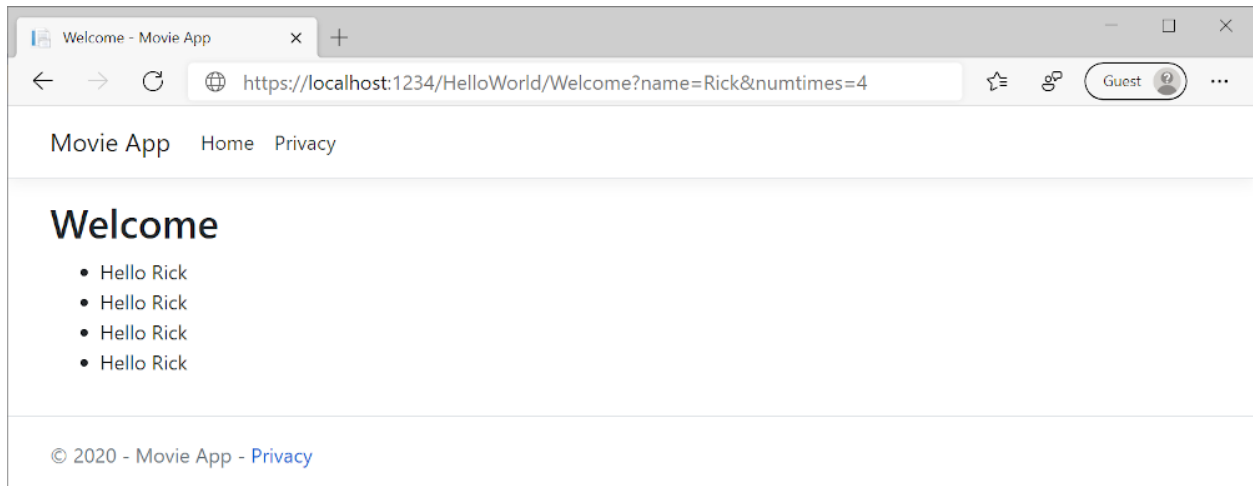 Welcome - Movie App
https://localhost:1234/HelloWorld/Welcome?name=Rick&numtimes=4 Guest
Movie App Home Privacy
Welcome
• Hello Rick
• Hello Rick
• Hello Rick
• Hello Rick
© 2020 - Movie App - Privacy